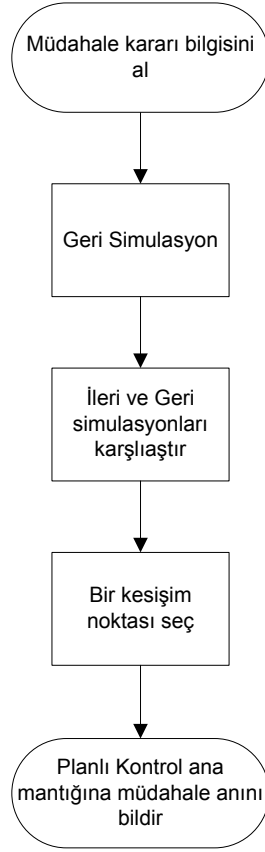 Müdahale kararı bilgisini
al
Geri Simulasyon
İleri ve Geri
simulasyonları
karşlıaştır
Bir kesişim
noktası seç
Planlı Kontrol ana
mantığına müdahale anını
bildir